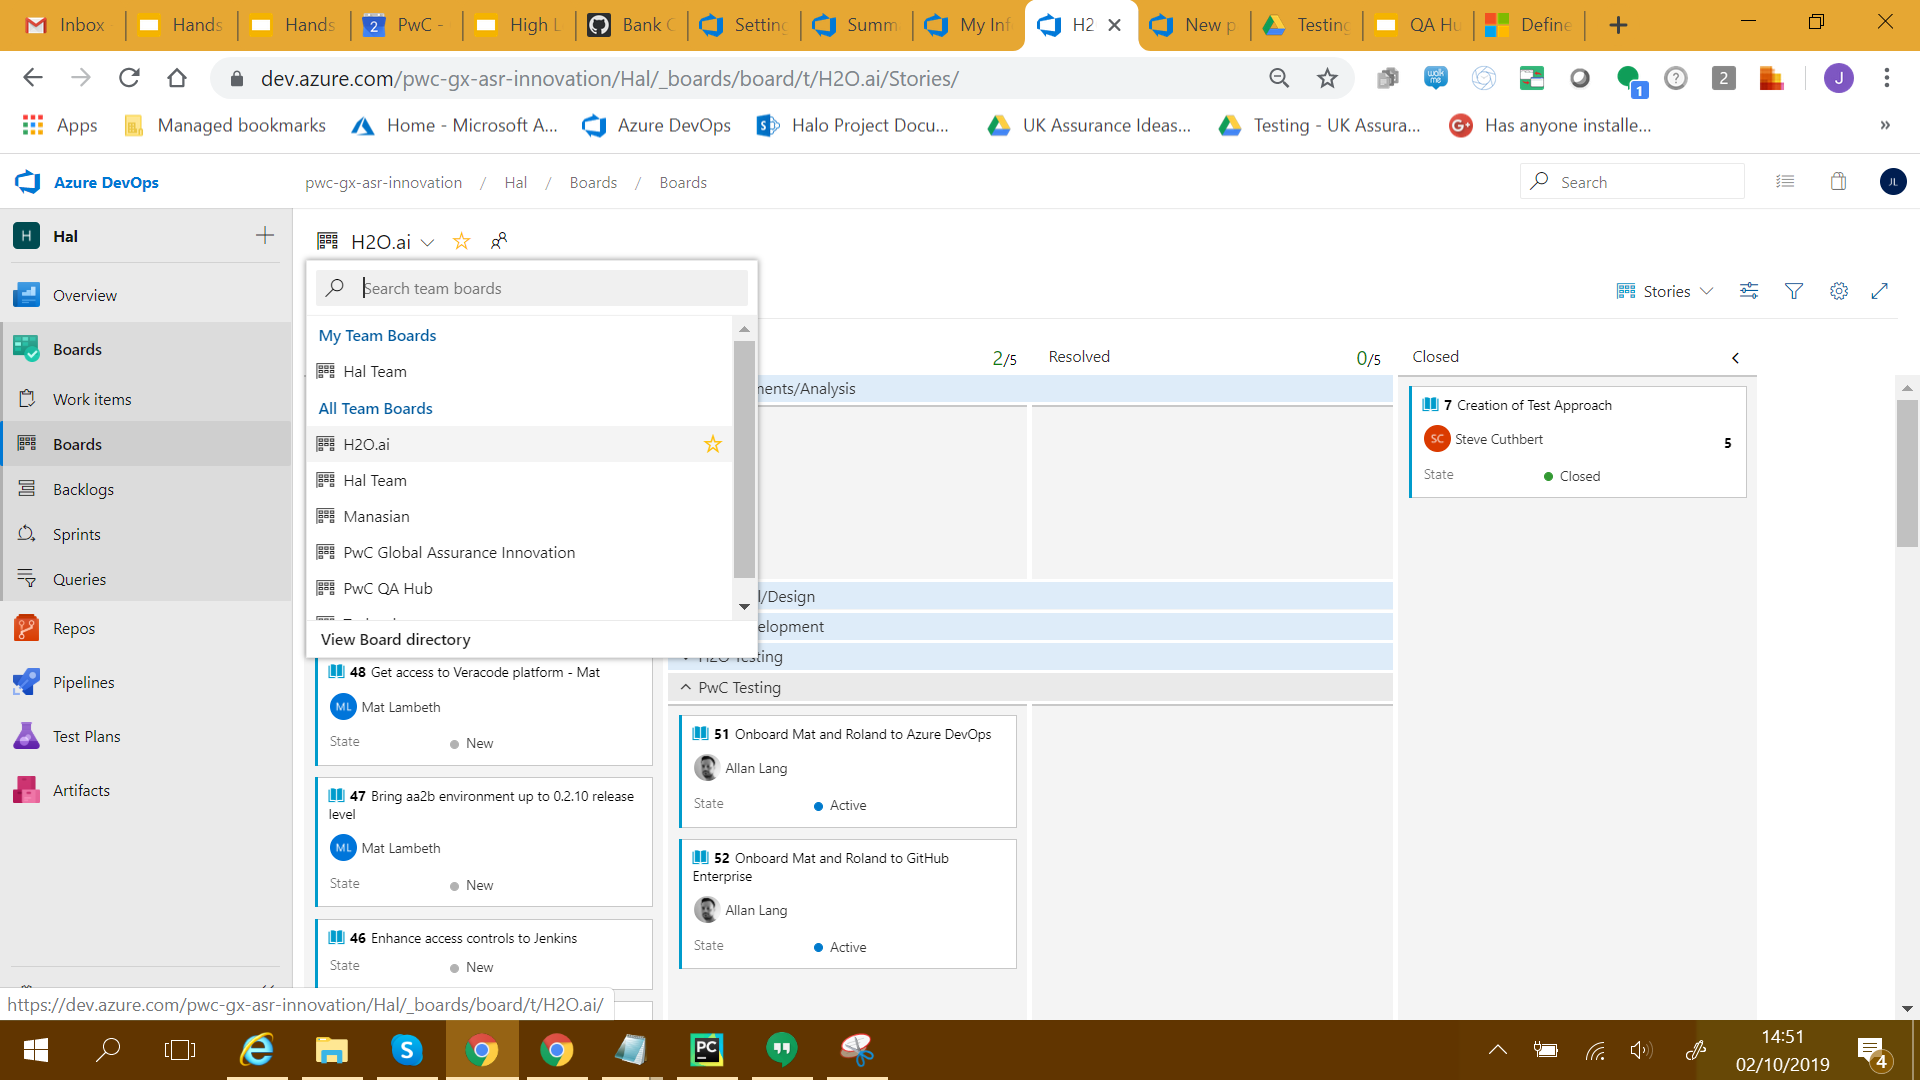 Inbox
Hands
Hands
2
PwC -
High L
Bank C
Setting
Summ
My Inf
H2
New p
Testing
QA Hu
Define
dev.azure.com/pwc-gx-asr-innovation/Hal/_boards/board/t/H2O.ai/Stories/
walk me
1
2
J
Apps
Managed bookmarks
Home - Microsoft A...
Azure DevOps
Halo Project Docu...
UK Assurance Ideas...
Testing - UK Assura...
Has anyone installe...
»
Azure DevOps
pwc-gx-asr-innovation / Hal / Boards / Boards
Search
JL
H Hal
Overview
Boards
Work items
Boards
Backlogs
Sprints
Queries
Repos
Pipelines
Test Plans
Artifacts
H2O.ai
Search team boards
My Team Boards
Hal Team
All Team Boards
H2O.ai
Hal Team
Manasian
PwC Global Assurance Innovation
PwC QA Hub
View Board directory
Stories
2/5
Resolved 0/5
Closed
ments/Analysis
l/Design
elopment
H2O Testing
PwC Testing
48 Get access to Veracode platform - Mat
ML Mat Lambeth
State New
47 Bring aa2b environment up to 0.2.10 release
level
ML Mat Lambeth
State New
46 Enhance access controls to Jenkins
State New
51 Onboard Mat and Roland to Azure DevOps
Allan Lang
State Active
52 Onboard Mat and Roland to GitHub
Enterprise
Allan Lang
State Active
7 Creation of Test Approach
SC Steve Cuthbert 5
State Closed
https://dev.azure.com/pwc-gx-asr-innovation/Hal/_boards/board/t/H2O.ai/
PC
14:51
02/10/2019
4